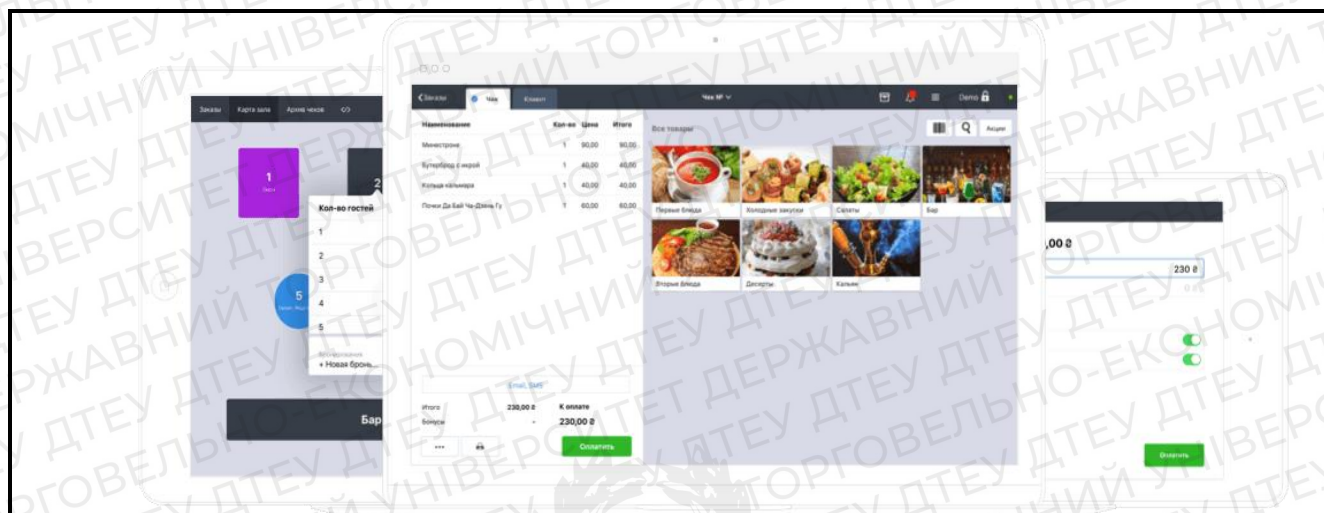 Заказы Карта зала Архив чеков </>
1
2
Кол-во гостей
1
2
3
4
5
5
+ Новая бронь...
Бар
Заказы Чек Клиент Чек № Demo
Наименование Кол-во Цена Итого
Минестроне 1 90,00 90,00
Бутерброд с икрой 1 40,00 40,00
Кольца кальмара 1 40,00 40,00
Почки Да Бай Ча-Дзень Гу 1 60,00 60,00
Email, SMS
Итого 230,00 ₴
Бонусы -
К оплате
230,00 ₴
Оплатить
Все товары Акции
Первые блюда Холодные закуски Салаты Бар
Вторые блюда Десерты Кальян
,00 ₴
230 ₴
Оплатить
ДЕРЖАВНИЙ ТОРГОВЕЛЬНО-ЕКОНОМІЧНИЙ УНІВЕРСИТЕТ ДТЕУ